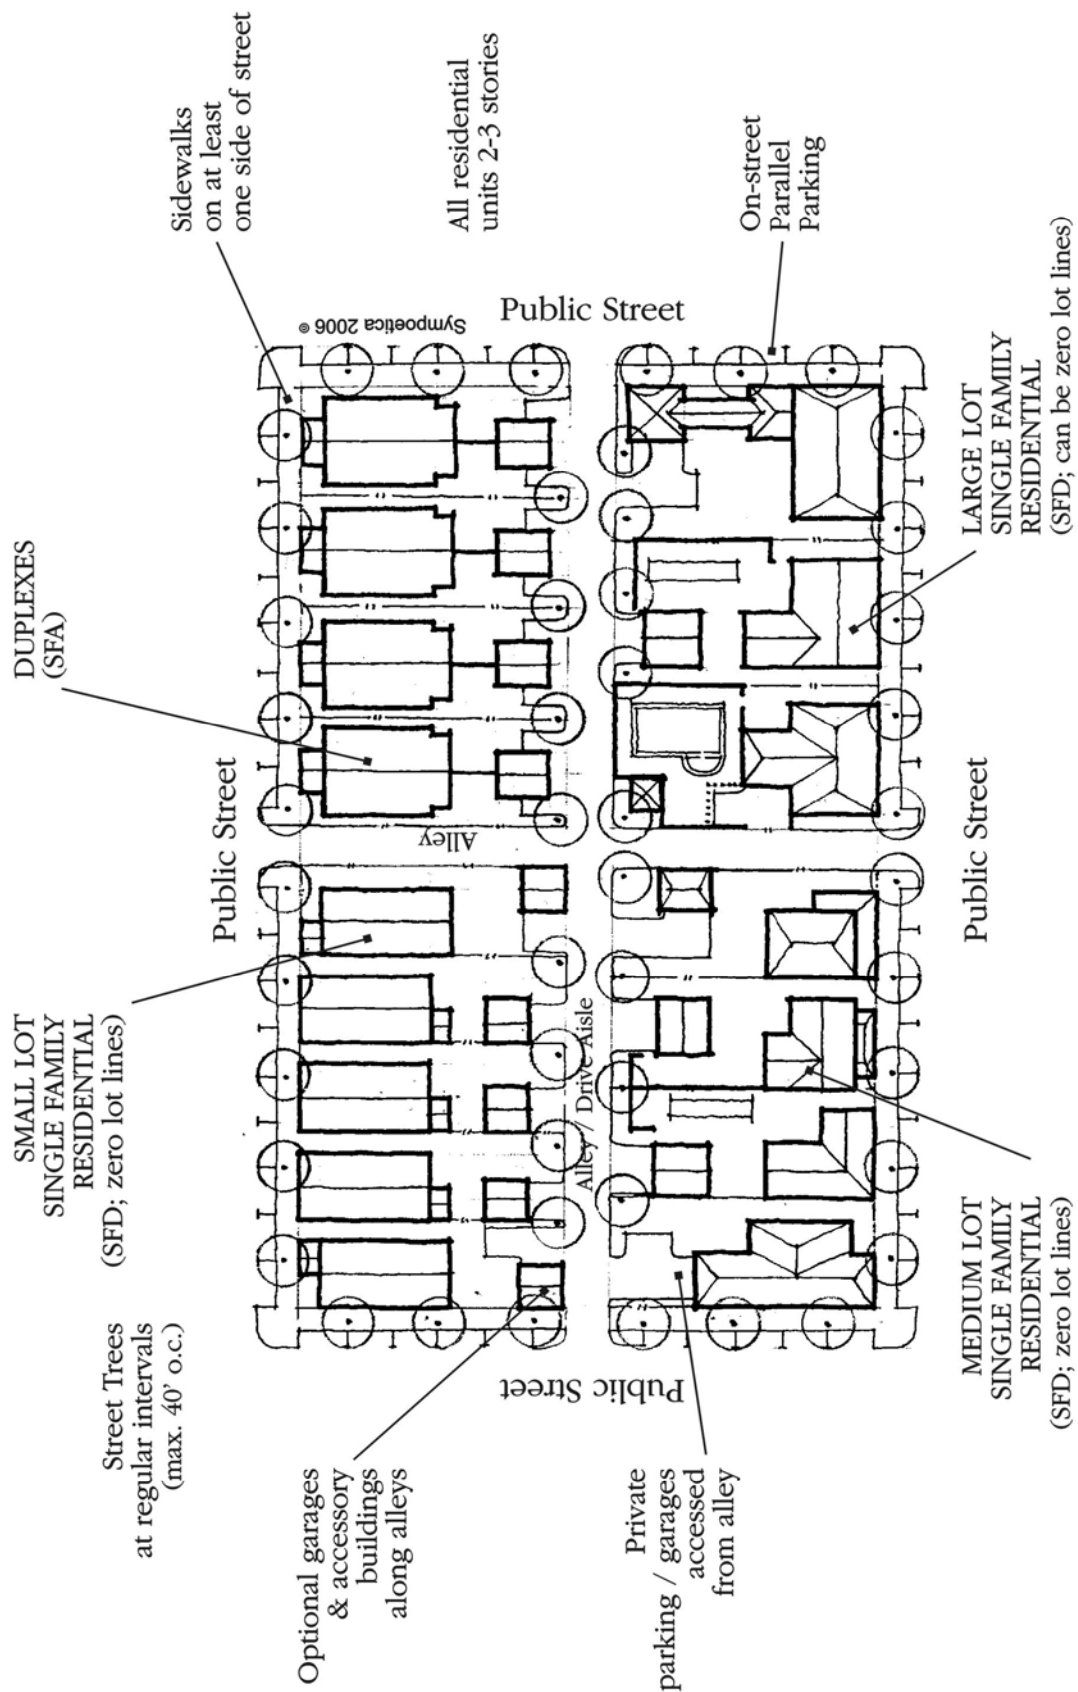 Street Trees
at regular intervals
(max. 40' o.c.)
SMALL LOT
SINGLE FAMILY
RESIDENTIAL
(SFD; zero lot lines)
DUPLEXES
(SFA)
Sidewalks
on at least
one side of street
Optional garages
& accessory
buildings
along alleys
Public Street
Alley
Sympoetica 2006 ©
All residential
units 2-3 stories
Public Street
Alley / Drive Aisle
Public Street
Private
parking / garages
accessed
from alley
On-street
Parallel
Parking
Public Street
MEDIUM LOT
SINGLE FAMILY
RESIDENTIAL
(SFD; zero lot lines)
LARGE LOT
SINGLE FAMILY
RESIDENTIAL
(SFD; can be zero lot lines)